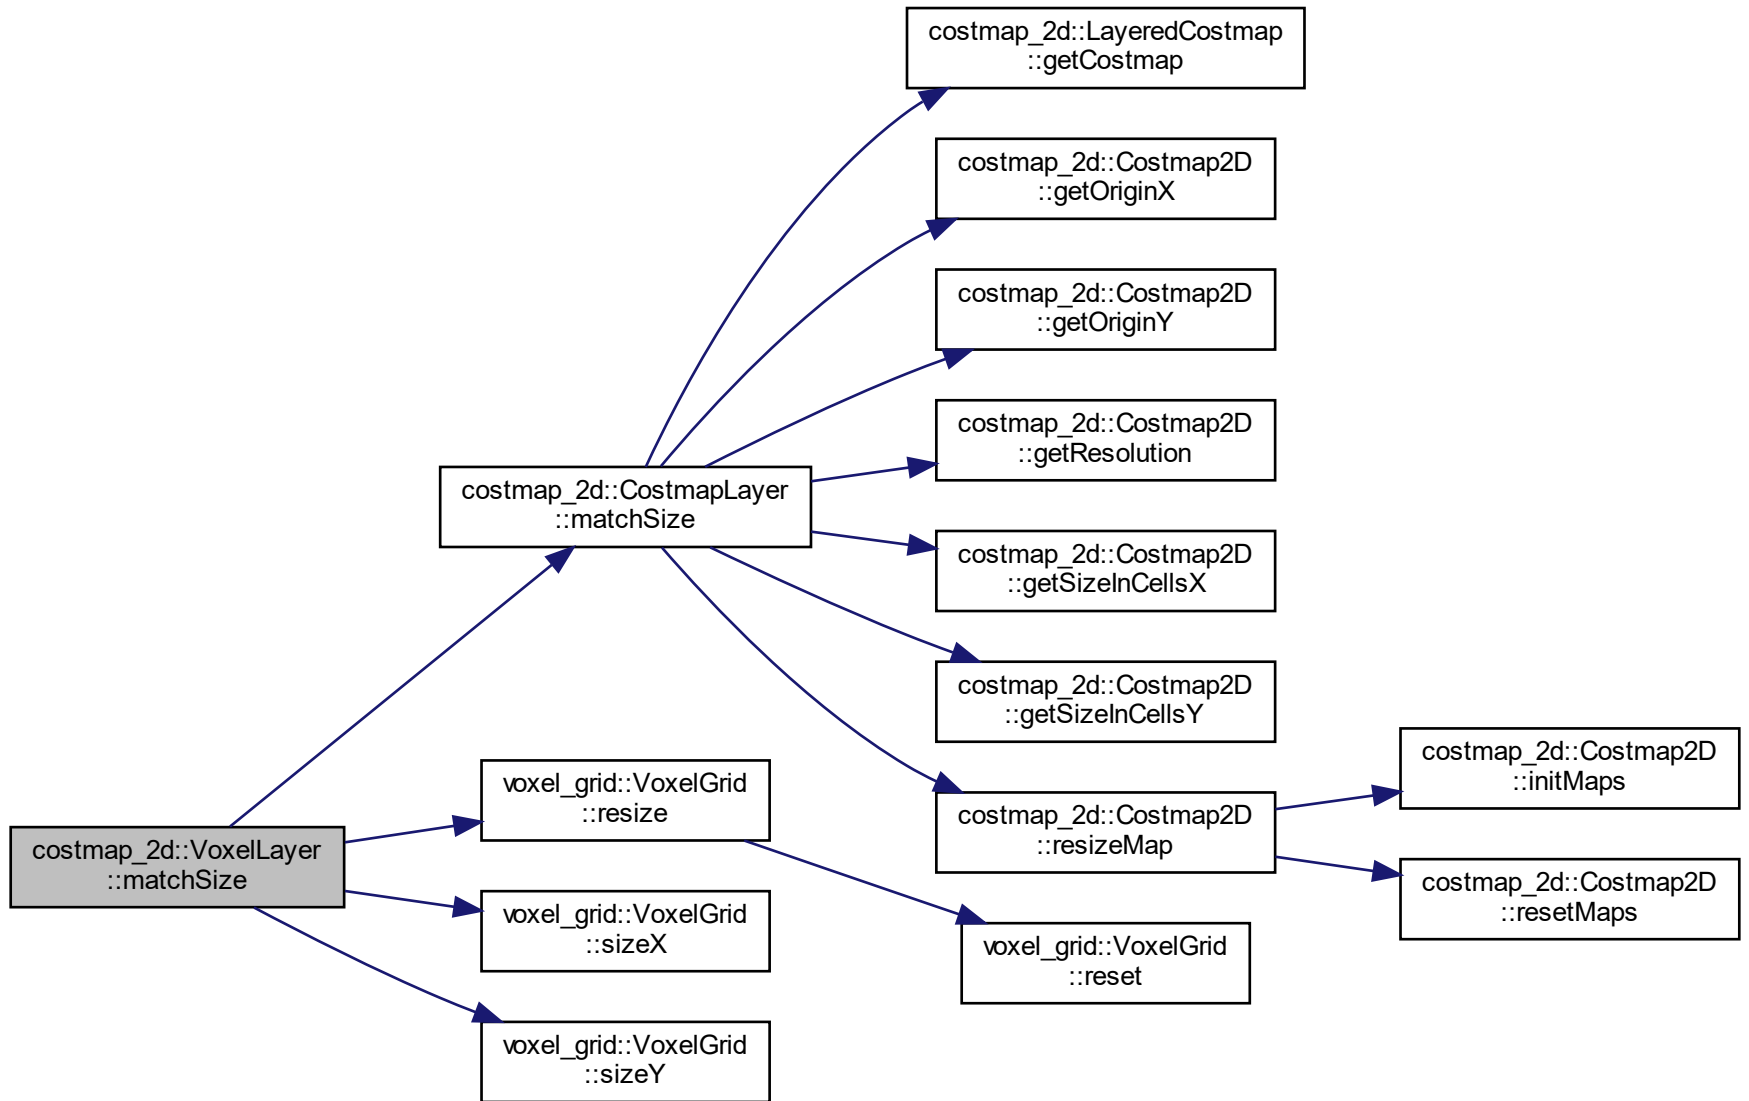 costmap_2d::LayeredCostmap
::getCostmap
costmap_2d::Costmap2D
::getOriginX
costmap_2d::Costmap2D
::getOriginY
costmap_2d::Costmap2D
::getResolution
costmap_2d::CostmapLayer
::matchSize
costmap_2d::Costmap2D
::getSizeInCellsX
costmap_2d::Costmap2D
::getSizeInCellsY
costmap_2d::Costmap2D
::initMaps
voxel_grid::VoxelGrid
::resize
costmap_2d::Costmap2D
::resizeMap
costmap_2d::VoxelLayer
::matchSize
costmap_2d::Costmap2D
::resetMaps
voxel_grid::VoxelGrid
::sizeX
voxel_grid::VoxelGrid
::reset
voxel_grid::VoxelGrid
::sizeY